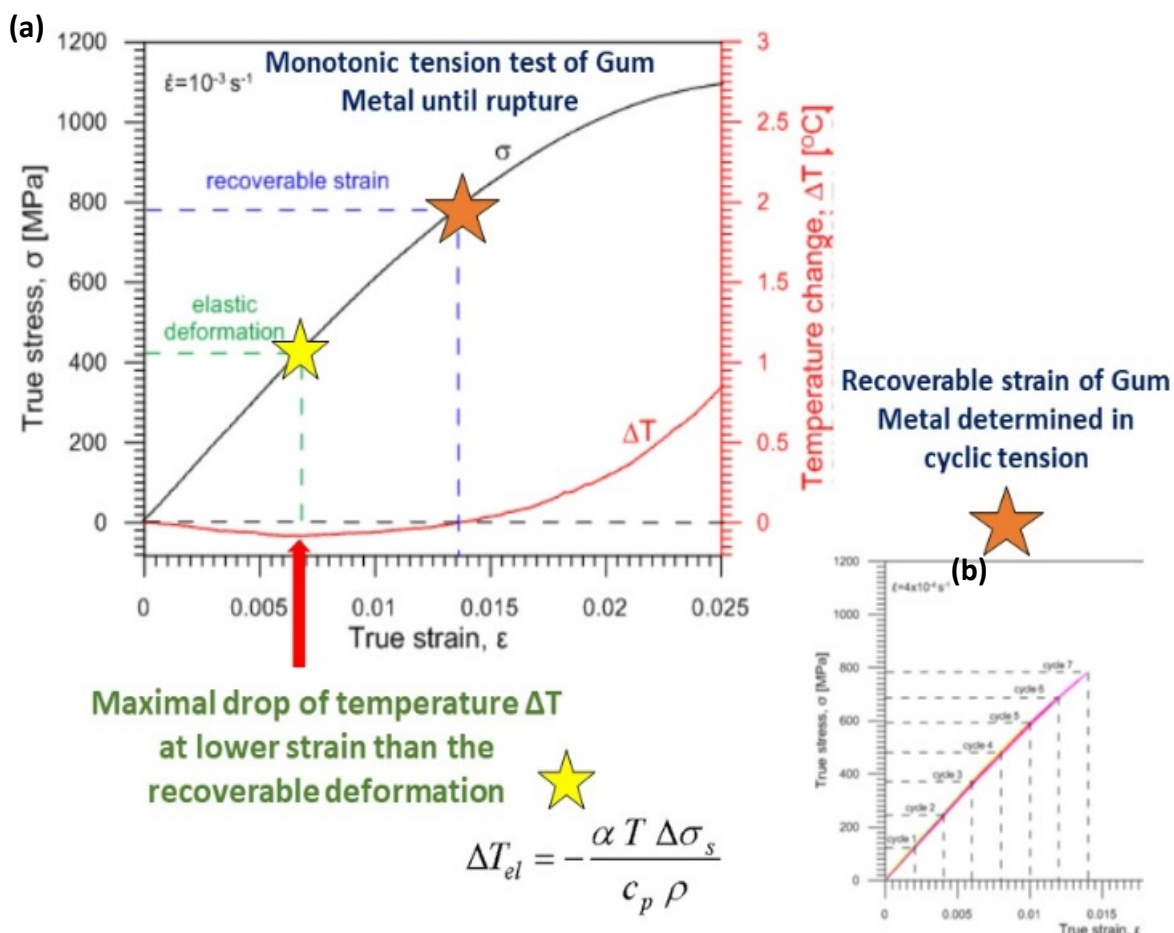 (a)
Monotonic tension test of Gum
Metal until rupture
ε̇=10⁻³ s⁻¹
σ
recoverable strain
elastic
deformation
ΔT
1200
1000
800
600
400
200
0
True stress, σ [MPa]
3
2.5
2
1.5
1
0.5
0
Temperature change, ΔT [°C]
0 0.005 0.01 0.015 0.02 0.025
True strain, ε
Maximal drop of temperature ΔT
at lower strain than the
recoverable deformation
ΔT_el = - α T Δσ_s / c_p ρ
Recoverable strain of Gum
Metal determined in
cyclic tension
(b)
ε̇=4x10⁻⁴ s⁻¹
1200
1000
800
600
400
200
0
True stress, σ [MPa]
cycle 7
cycle 6
cycle 5
cycle 4
cycle 3
cycle 2
cycle 1
0 0.005 0.01 0.015
True strain, ε